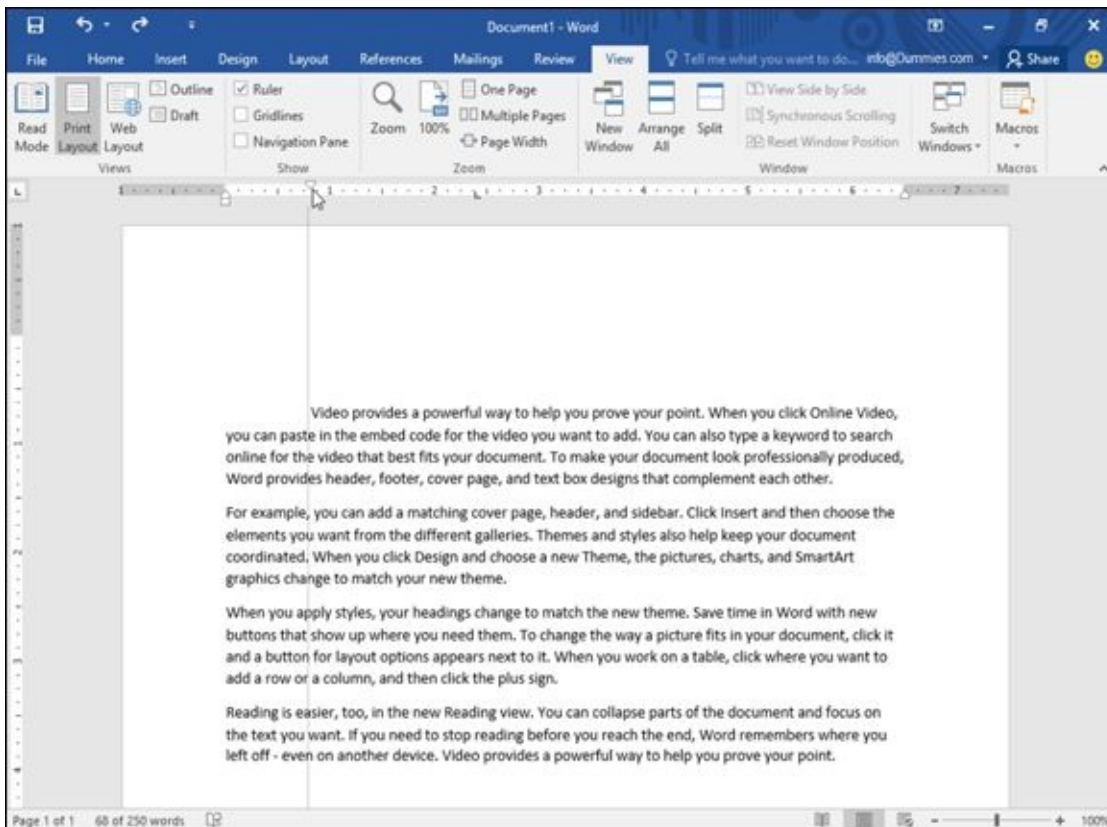 Document1 - Word
File Home Insert Design Layout References Mailings Review View Tell me what you want to do... info@Dummies.com Share
Read Mode
Print Layout
Web Layout
Outline
Draft
Views
Ruler
Gridlines
Navigation Pane
Show
Zoom
100%
One Page
Multiple Pages
Page Width
Zoom
New Window
Arrange All
Split
View Side by Side
Synchronous Scrolling
Reset Window Position
Window
Switch Windows
Macros
Macros
1 1 2 3 4 5 6 7
Video provides a powerful way to help you prove your point. When you click Online Video,
you can paste in the embed code for the video you want to add. You can also type a keyword to search
online for the video that best fits your document. To make your document look professionally produced,
Word provides header, footer, cover page, and text box designs that complement each other.
For example, you can add a matching cover page, header, and sidebar. Click Insert and then choose the
elements you want from the different galleries. Themes and styles also help keep your document
coordinated. When you click Design and choose a new Theme, the pictures, charts, and SmartArt
graphics change to match your new theme.
When you apply styles, your headings change to match the new theme. Save time in Word with new
buttons that show up where you need them. To change the way a picture fits in your document, click it
and a button for layout options appears next to it. When you work on a table, click where you want to
add a row or a column, and then click the plus sign.
Reading is easier, too, in the new Reading view. You can collapse parts of the document and focus on
the text you want. If you need to stop reading before you reach the end, Word remembers where you
left off - even on another device. Video provides a powerful way to help you prove your point.
Page 1 of 1 68 of 250 words 100%